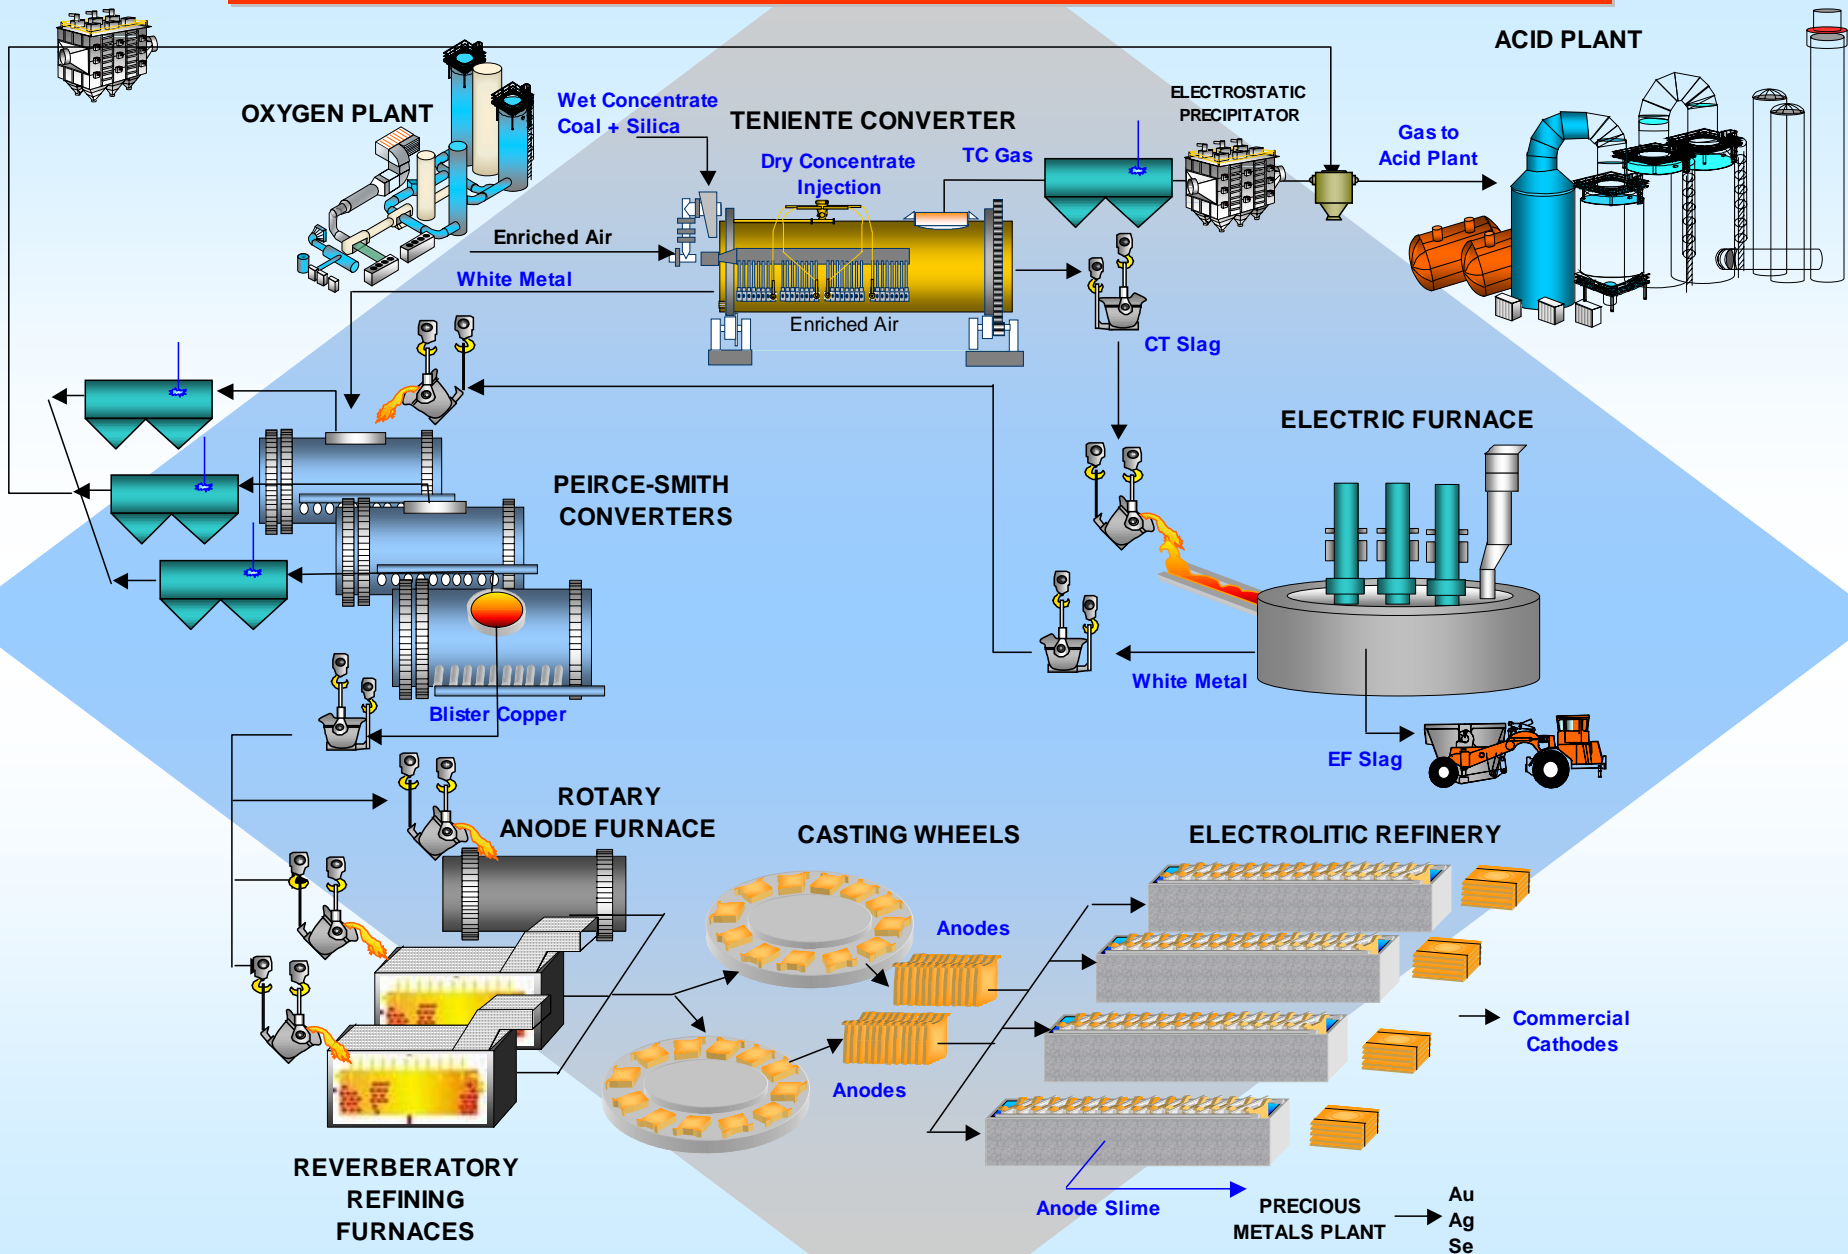 ACID PLANT
OXYGEN PLANT
Wet Concentrate
Coal + Silica
TENIENTE CONVERTER
ELECTROSTATIC
PRECIPITATOR
Dry Concentrate
Injection
TC Gas
Gas to
Acid Plant
Enriched Air
White Metal
Enriched Air
CT Slag
ELECTRIC FURNACE
PEIRCE-SMITH
CONVERTERS
White Metal
Blister Copper
EF Slag
ROTARY
ANODE FURNACE
CASTING WHEELS
ELECTROLITIC REFINERY
Anodes
Commercial
Cathodes
Anodes
REVERBERATORY
REFINING
FURNACES
Anode Slime
PRECIOUS
METALS PLANT
Au
Ag
Se